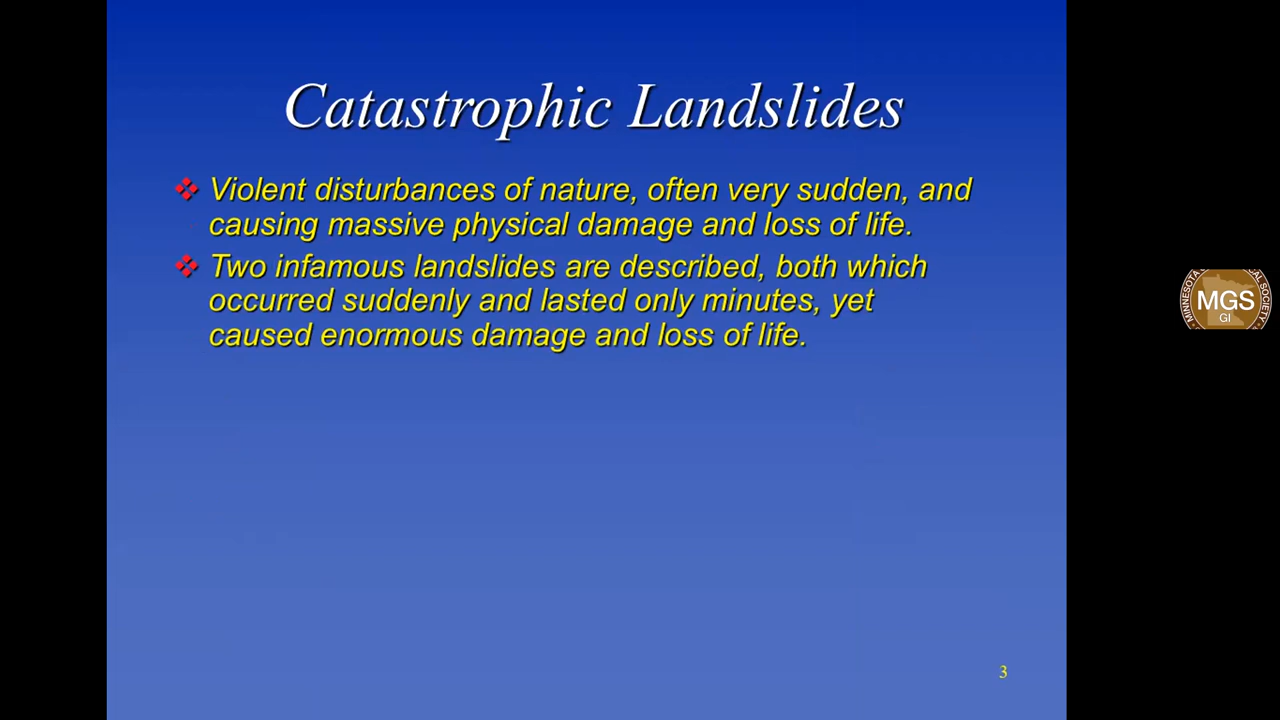 Catastrophic Landslides
Violent disturbances of nature, often very sudden, and
causing massive physical damage and loss of life.
Two infamous landslides are described, both which
occurred suddenly and lasted only minutes, yet
caused enormous damage and loss of life.
MINNESOTA
SOCIETY
MGS
GI
3